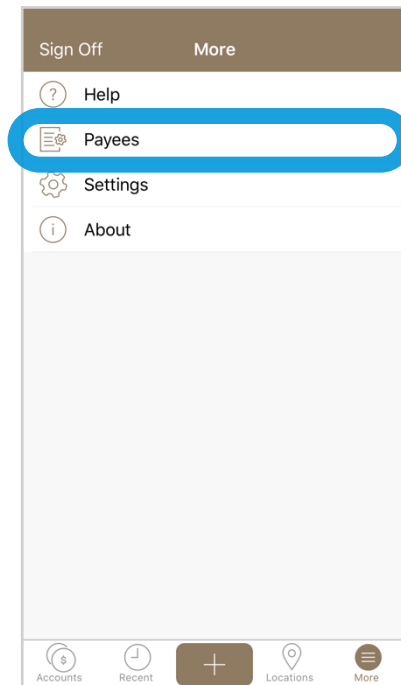 Sign Off More
? Help
Payees
Settings
i About
$
Accounts Recent + Locations More